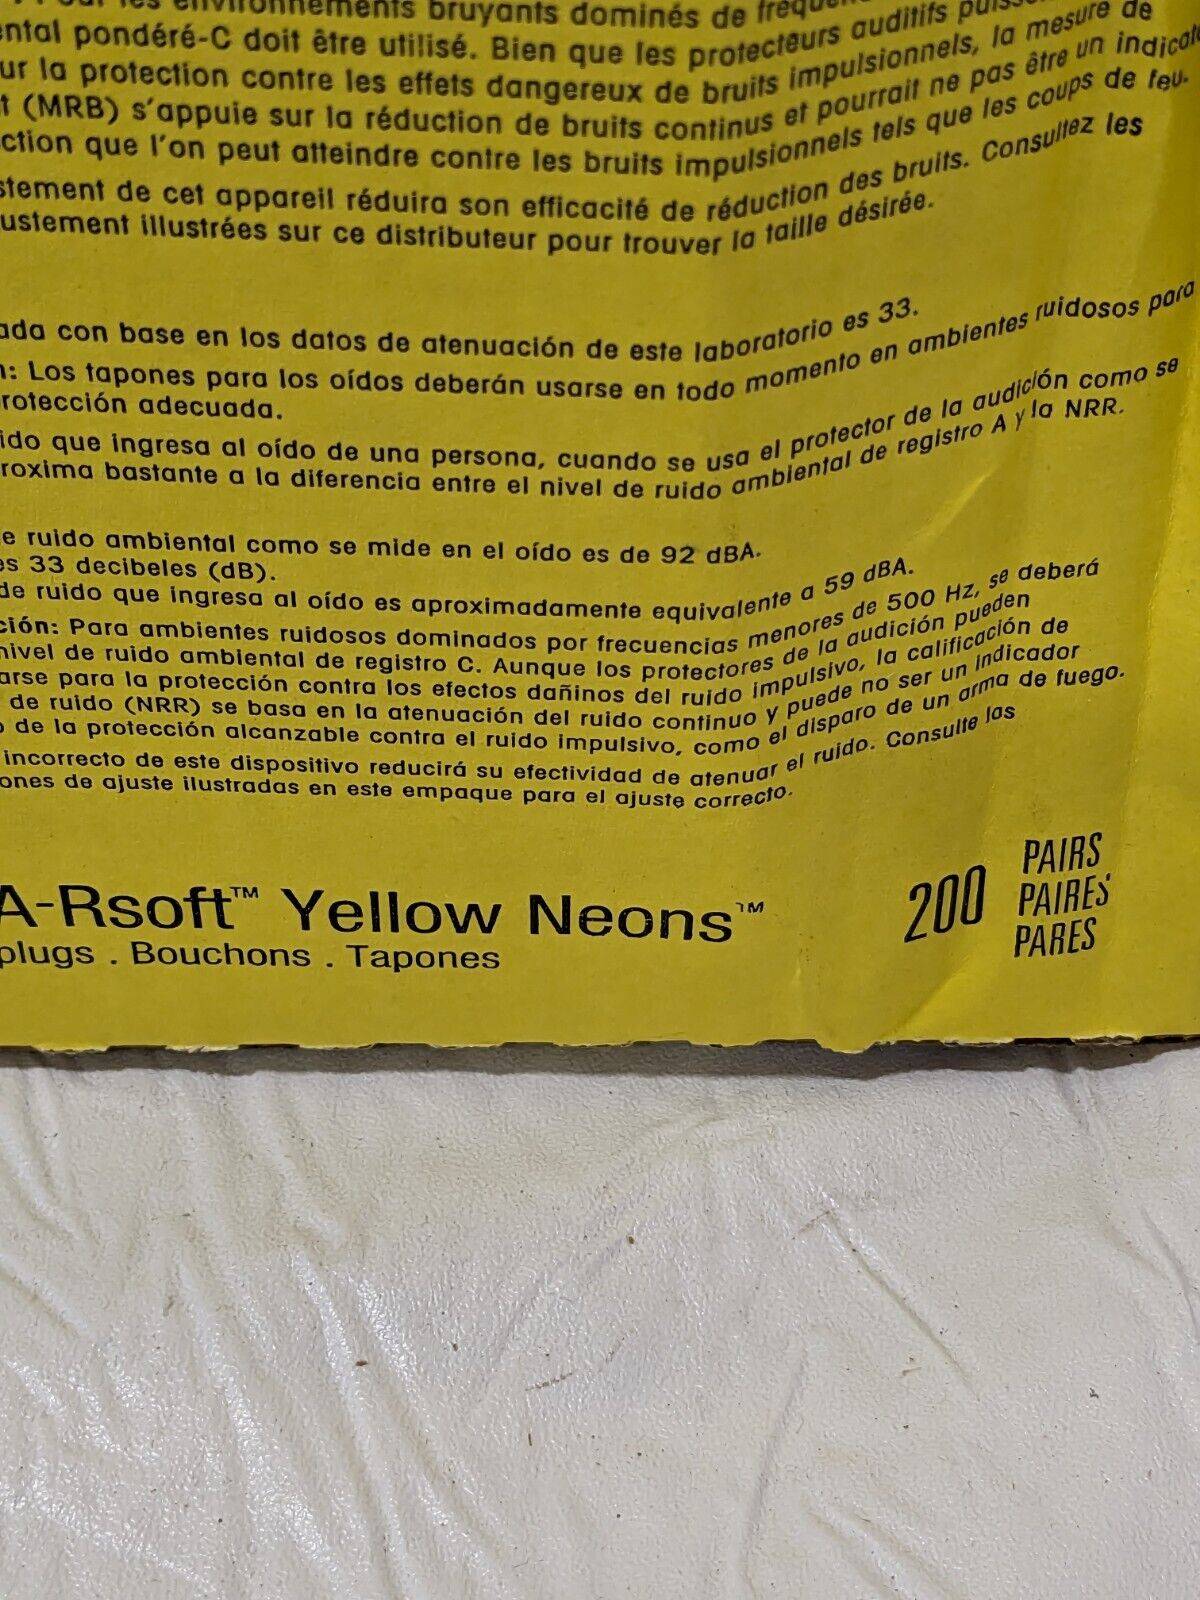 les environnements bruyants dominés de
pondéré-C doit être utilisé. Bien que les protecteurs auditifs
la protection contre les effets dangereux de bruits impulsionnels, la mesure de
(MRB) s'appuie sur la réduction de bruits continus et pourrait ne pas être un
que l'on peut atteindre contre les bruits impulsionnels tels que les coups de feu.
de cet appareil réduira son efficacité de réduction des bruits. Consultez les
illustrées sur ce distributeur pour trouver la taille désirée.
ada con base en los datos de atenuación de este laboratorio es 33.
: Los tapones para los oídos deberán usarse en todo momento en ambientes ruidosos para
rotección adecuada.
ido que ingresa al oído de una persona, cuando se usa el protector de la audición como se
roxima bastante a la diferencia entre el nivel de ruido ambiental de registro A y la NRR.
e ruido ambiental como se mide en el oído es de 92 dBA.
es 33 decibeles (dB).
de ruido que ingresa al oído es aproximadamente equivalente a 59 dBA.
ción: Para ambientes ruidosos dominados por frecuencias menores de 500 Hz, se deberá
nivel de ruido ambiental de registro C. Aunque los protectores de la audición pueden
arse para la protección contra los efectos dañinos del ruido impulsivo, la calificación de
de ruido (NRR) se basa en la atenuación del ruido continuo y puede no ser un indicador
de la protección alcanzable contra el ruido impulsivo, como el disparo de un arma de fuego.
incorrecto de este dispositivo reducirá su efectividad de atenuar el ruido. Consulte las
ones de ajuste ilustradas en este empaque para el ajuste correcto.
A-Rsoft™ Yellow Neons™
plugs . Bouchons . Tapones
200 PAIRS
PAIRES
PARES